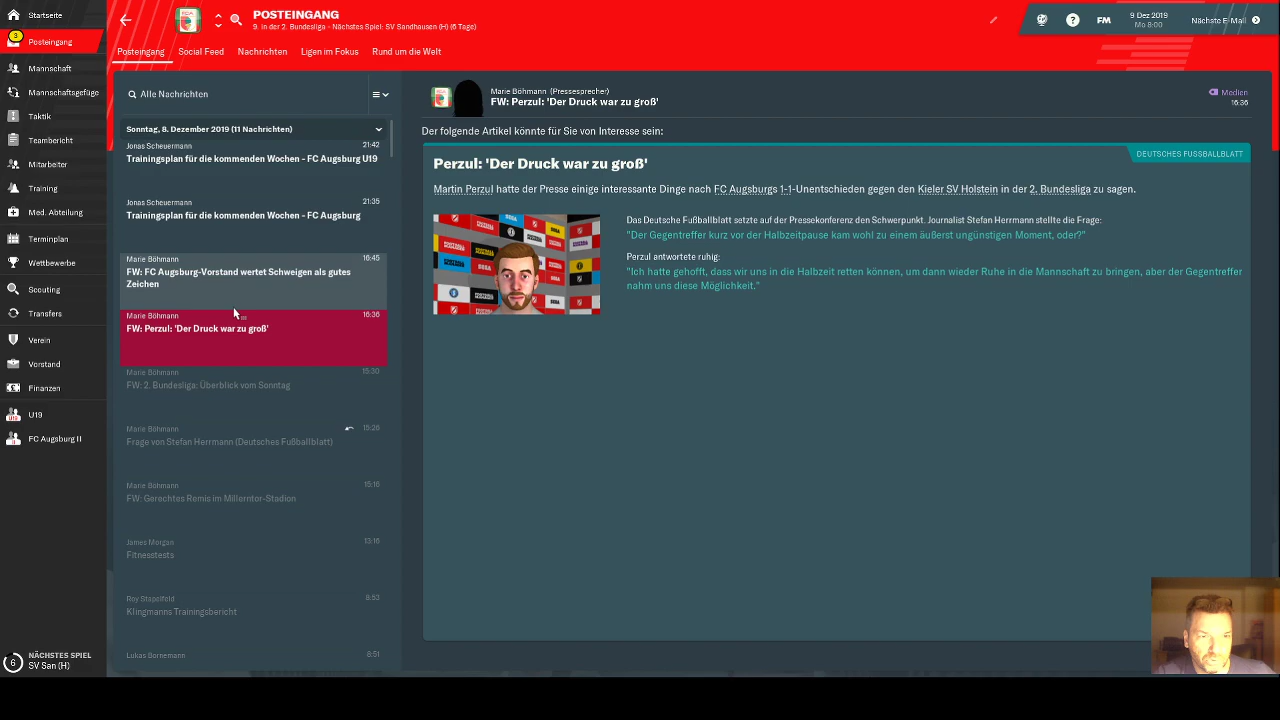 Startseite
3
Posteingang
Mannschaft
Mannschaftsgefüge
Taktik
Teambericht
Mitarbeiter
Training
Med. Abteilung
Terminplan
Wettbewerbe
Scouting
Transfers
Verein
Vorstand
Finanzen
U19
FC Augsburg II
6
NÄCHSTES SPIEL
SV San (H)
POSTEINGANG
9. in der 2. Bundesliga - Nächstes Spiel: SV Sandhausen (H) (6 Tage)
FM
9 Dez 2019
Mo 8:00
NÄCHSTE E-MAIL
Posteingang Social Feed Nachrichten Ligen im Fokus Rund um die Welt
Alle Nachrichten
Sonntag, 8. Dezember 2019 (11 Nachrichten)
Jonas Scheuermann 21:42
Trainingsplan für die kommenden Wochen - FC Augsburg U19
Jonas Scheuermann 21:35
Trainingsplan für die kommenden Wochen - FC Augsburg
Marie Böhmann 16:45
FW: FC Augsburg-Vorstand wertet Schweigen als gutes
Zeichen
Marie Böhmann 16:36
FW: Perzul: 'Der Druck war zu groß'
Marie Böhmann 15:30
FW: 2. Bundesliga: Überblick vom Sonntag
Marie Böhmann 15:26
Frage von Stefan Herrmann (Deutsches Fußballblatt)
Marie Böhmann 15:16
FW: Gerechtes Remis im Millerntor-Stadion
James Morgan 13:16
Fitnesstests
Roy Stapelfeld 8:53
Klingmanns Trainingsbericht
Lukas Bornemann 8:51
Marie Böhmann (Pressesprecher)
FW: Perzul: 'Der Druck war zu groß'
Medien
16:36
Der folgende Artikel könnte für Sie von Interesse sein:
DEUTSCHES FUSSBALLBLATT
Perzul: 'Der Druck war zu groß'
Martin Perzul hatte der Presse einige interessante Dinge nach FC Augsburgs 1-1-Unentschieden gegen den Kieler SV Holstein in der 2. Bundesliga zu sagen.
Das Deutsche Fußballblatt setzte auf der Pressekonferenz den Schwerpunkt. Journalist Stefan Herrmann stellte die Frage:
"Der Gegentreffer kurz vor der Halbzeitpause kam wohl zu einem äußerst ungünstigen Moment, oder?"
Perzul antwortete ruhig:
"Ich hatte gehofft, dass wir uns in die Halbzeit retten können, um dann wieder Ruhe in die Mannschaft zu bringen, aber der Gegentreffer
nahm uns diese Möglichkeit."